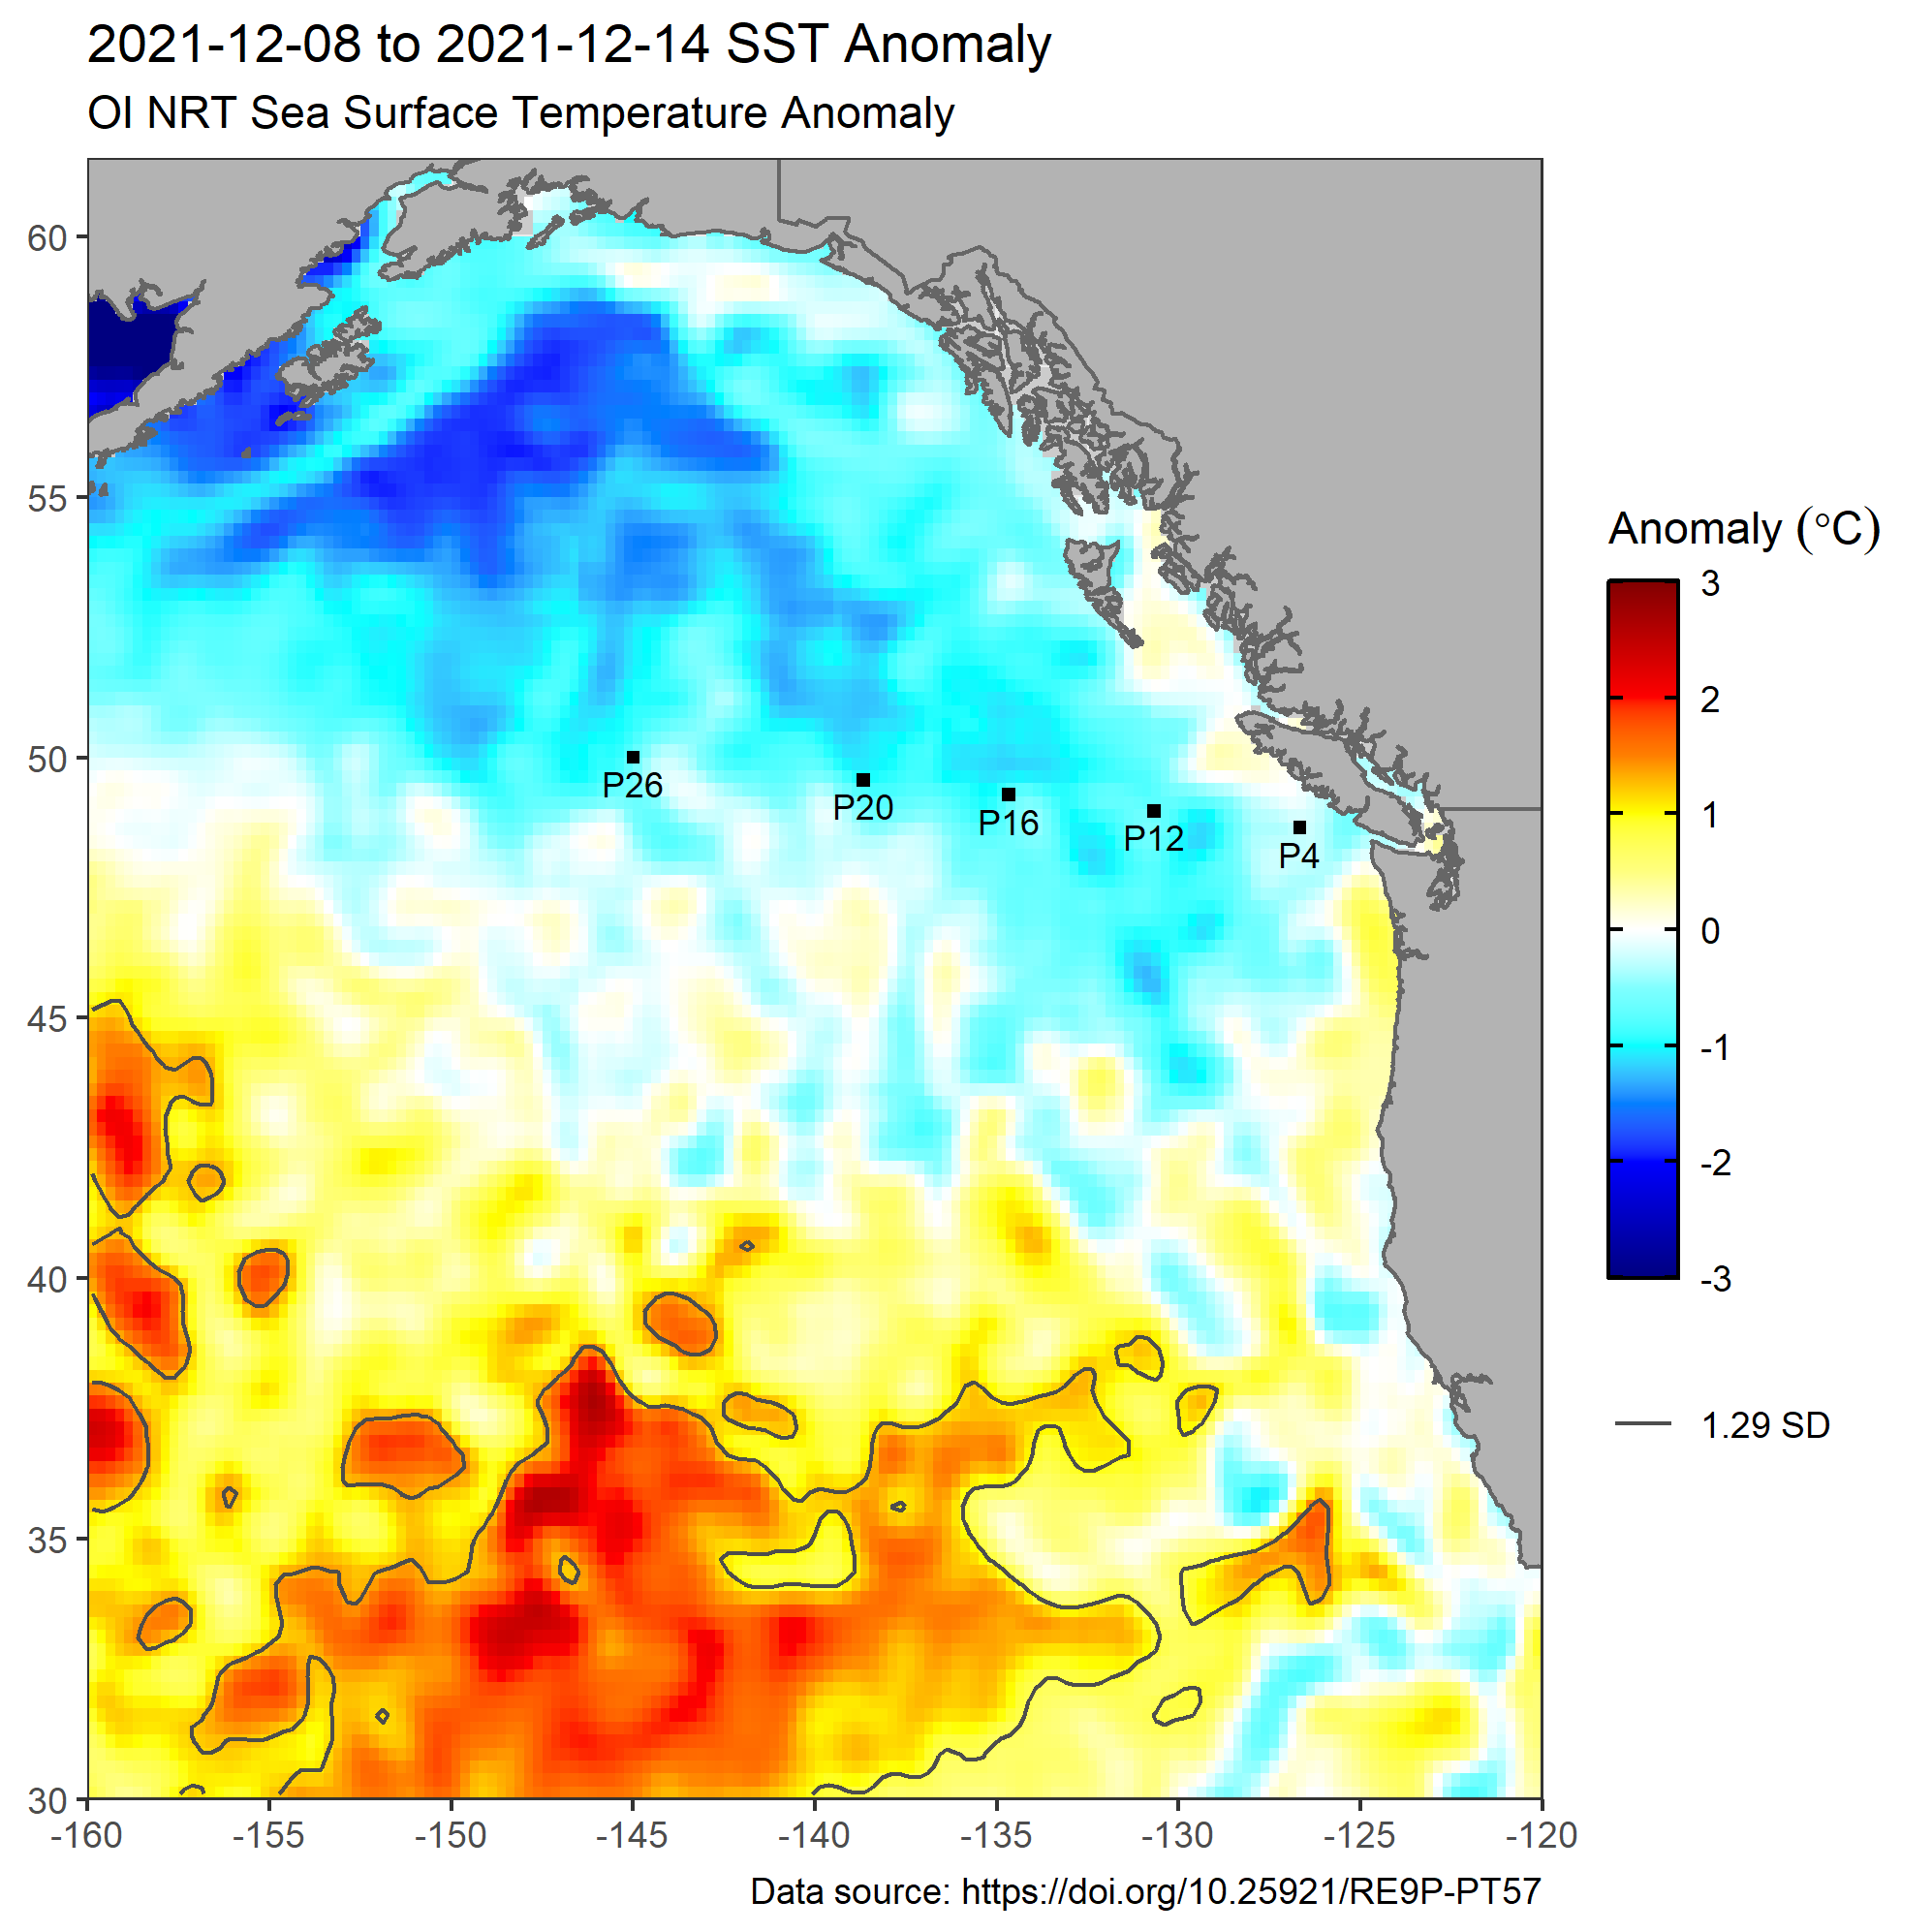 2021-12-08 to 2021-12-14 SST Anomaly
OI NRT Sea Surface Temperature Anomaly
60
55
50
45
40
35
30
-160
-155
-150
-145
-140
-135
-130
-125
-120
P26
P20
P16
P12
P4
Anomaly (°C)
3
2
1
0
-1
-2
-3
1.29 SD
Data source: https://doi.org/10.25921/RE9P-PT57